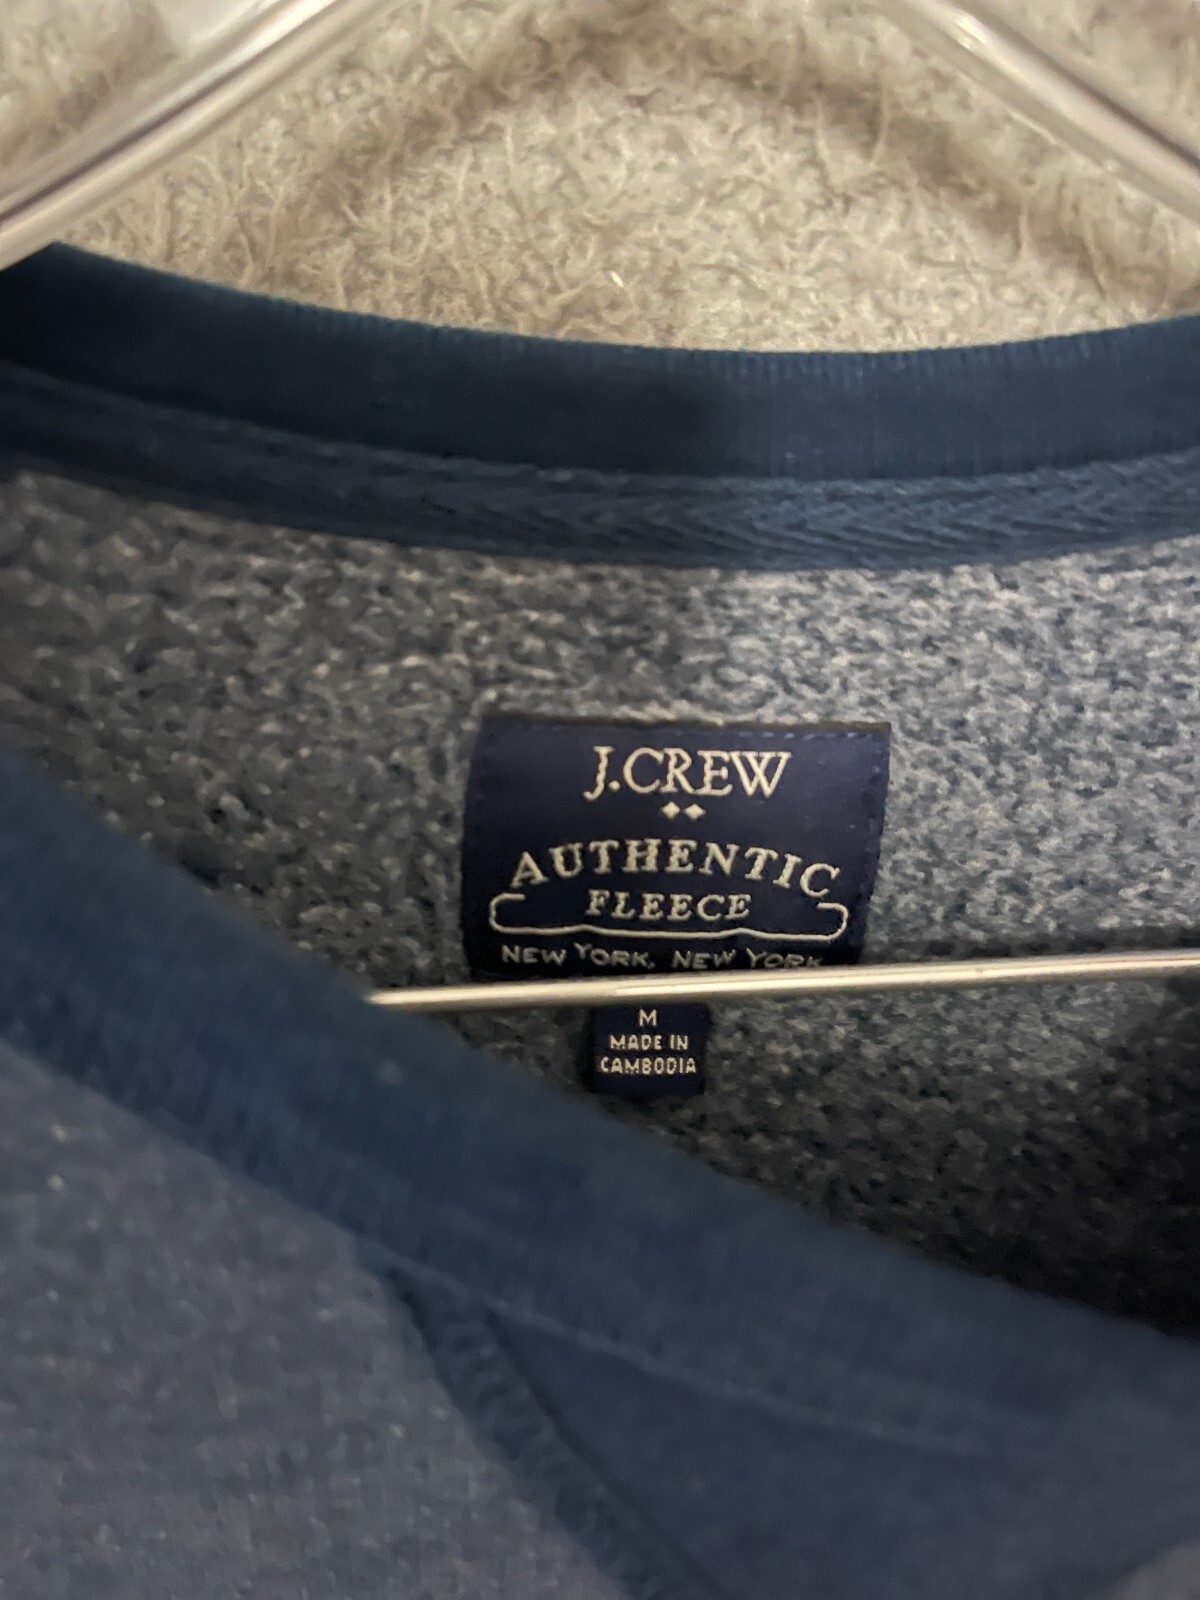 J.CREW
AUTHENTIC
FLEECE
NEW YORK, NEW YORK
M
MADE IN
CAMBODIA